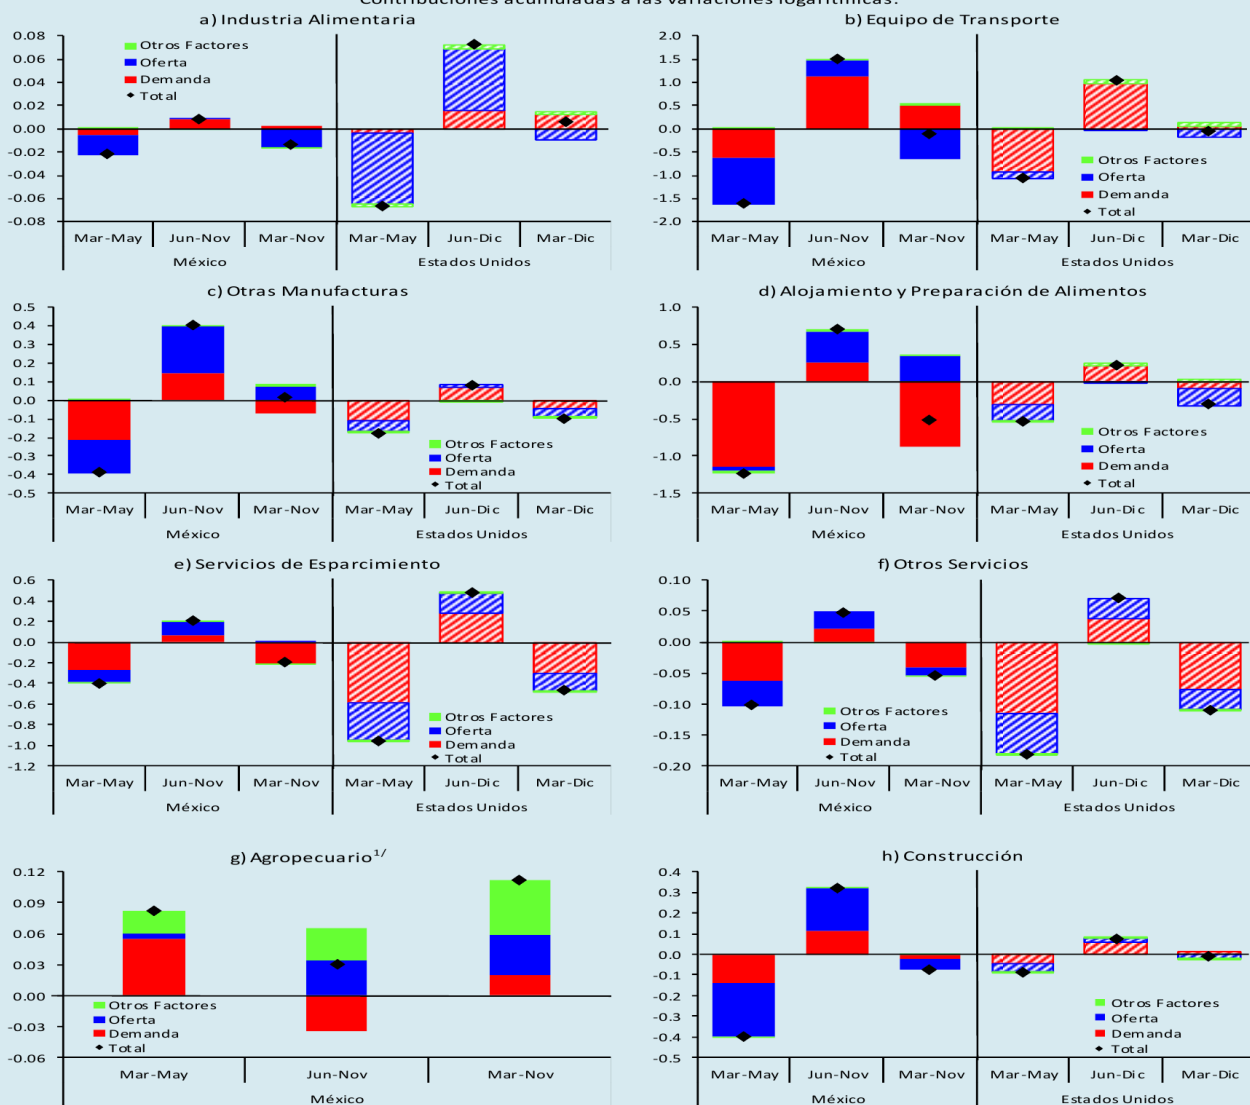 Contribuciones acumuladas a las variaciones logarítmicas.
a) Industria Alimentaria
0.08
0.06
0.04
0.02
0.00
-0.02
-0.04
-0.06
-0.08
Otros Factores
Oferta
Demanda
Total
Mar-May
Jun-Nov
Mar-Nov
Mar-May
Jun-Dic
Mar-Dic
México
Estados Unidos
b) Equipo de Transporte
2.0
1.5
1.0
0.5
0.0
-0.5
-1.0
-1.5
-2.0
Otros Factores
Oferta
Demanda
Total
Mar-May
Jun-Nov
Mar-Nov
Mar-May
Jun-Dic
Mar-Dic
México
Estados Unidos
c) Otras Manufacturas
0.5
0.4
0.3
0.2
0.1
0.0
-0.1
-0.2
-0.3
-0.4
-0.5
Otros Factores
Oferta
Demanda
Total
Mar-May
Jun-Nov
Mar-Nov
Mar-May
Jun-Dic
Mar-Dic
México
Estados Unidos
d) Alojamiento y Preparación de Alimentos
1.0
0.5
0.0
-0.5
-1.0
-1.5
Otros Factores
Oferta
Demanda
Total
Mar-May
Jun-Nov
Mar-Nov
Mar-May
Jun-Dic
Mar-Dic
México
Estados Unidos
e) Servicios de Esparcimiento
0.6
0.4
0.2
0.0
-0.2
-0.4
-0.6
-0.8
-1.0
-1.2
Otros Factores
Oferta
Demanda
Total
Mar-May
Jun-Nov
Mar-Nov
Mar-May
Jun-Dic
Mar-Dic
México
Estados Unidos
f) Otros Servicios
0.10
0.05
0.00
-0.05
-0.10
-0.15
-0.20
Otros Factores
Oferta
Demanda
Total
Mar-May
Jun-Nov
Mar-Nov
Mar-May
Jun-Dic
Mar-Dic
México
Estados Unidos
g) Agropecuario1/
0.12
0.09
0.06
0.03
0.00
-0.03
-0.06
Otros Factores
Oferta
Demanda
Total
Mar-May
Jun-Nov
Mar-Nov
México
h) Construcción
0.4
0.3
0.2
0.1
0.0
-0.1
-0.2
-0.3
-0.4
-0.5
Otros Factores
Oferta
Demanda
Total
Mar-May
Jun-Nov
Mar-Nov
Mar-May
Jun-Dic
Mar-Dic
México
Estados Unidos